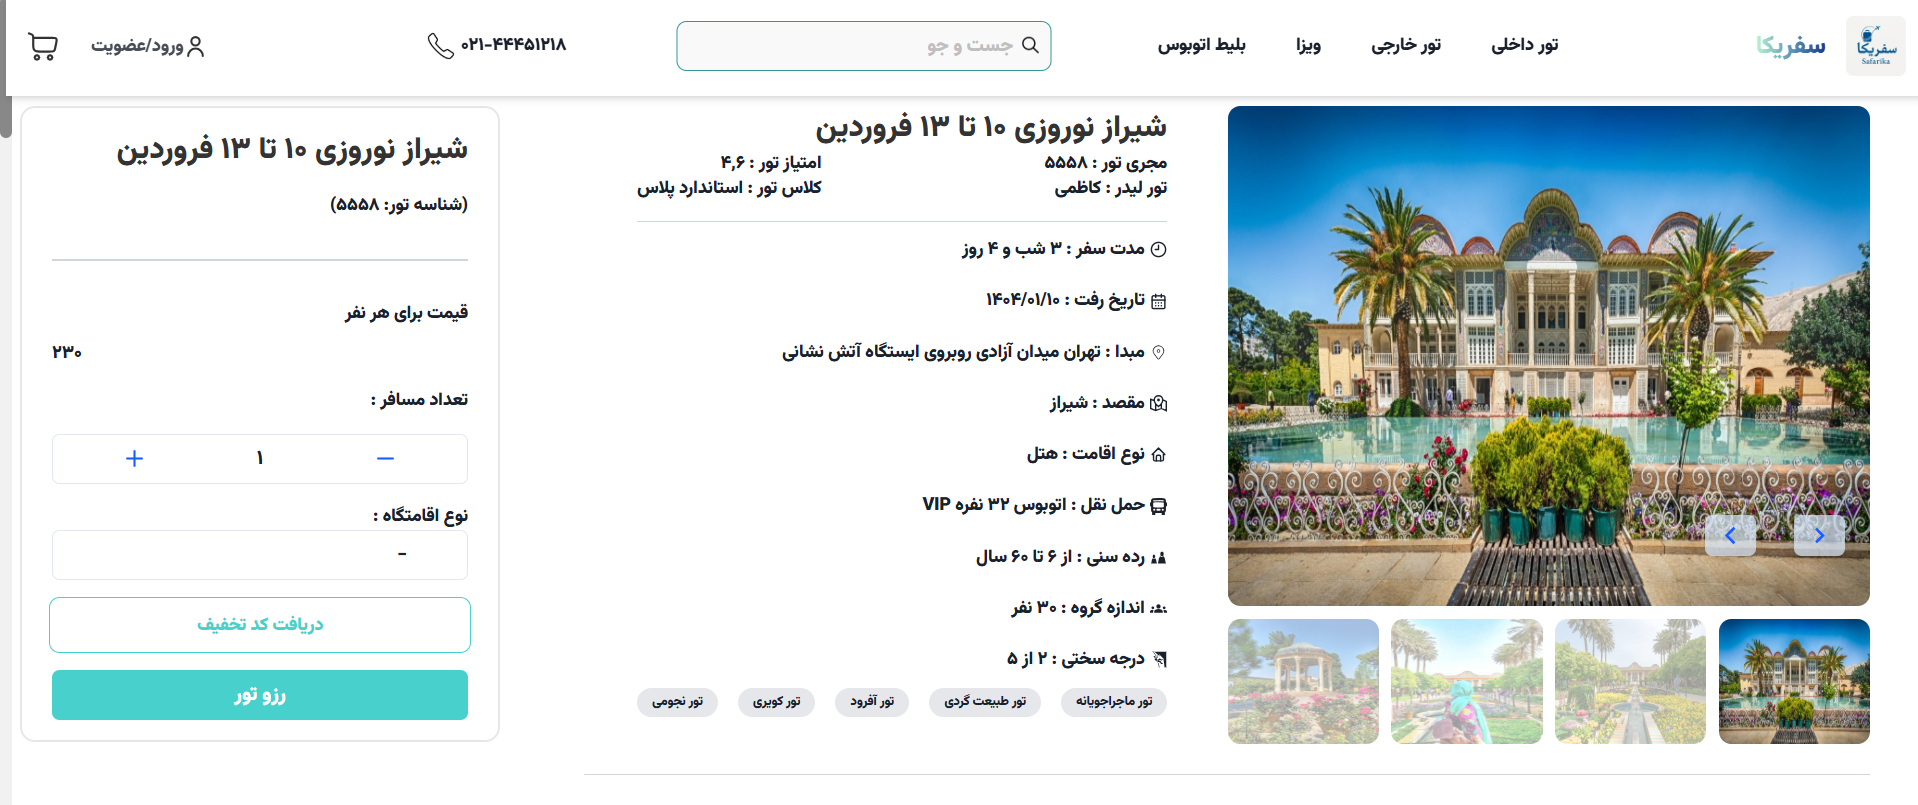 سفریکا
Safarika
سفریکا
تور داخلی
تور خارجی
ویزا
بلیط اتوبوس
جست و جو
۰۲۱-۴۴۴۵۱۲۱۸
ورود/عضویت
شیراز نوروزی ۱۰ تا ۱۳ فروردین
مجری تور : ۵۵۵۸
امتیاز تور : ۴,۶
تور لیدر : کاظمی
کلاس تور : استاندارد پلاس
مدت سفر : ۳ شب و ۴ روز
تاریخ رفت : ۱۴۰۴/۰۱/۱۰
مبدا : تهران میدان آزادی روبروی ایستگاه آتش نشانی
مقصد : شیراز
نوع اقامت : هتل
حمل نقل : اتوبوس ۳۲ نفره VIP
رده سنی : از ۶ تا ۶۰ سال
اندازه گروه : ۳۰ نفر
درجه سختی : ۲ از ۵
تور ماجراجویانه
تور طبیعت گردی
تور آفرود
تور کویری
تور نجومی
شیراز نوروزی ۱۰ تا ۱۳ فروردین
(شناسه تور: ۵۵۵۸)
قیمت برای هر نفر
۲۳۰
تعداد مسافر :
۱
نوع اقامتگاه :
-
دریافت کد تخفیف
رزو تور